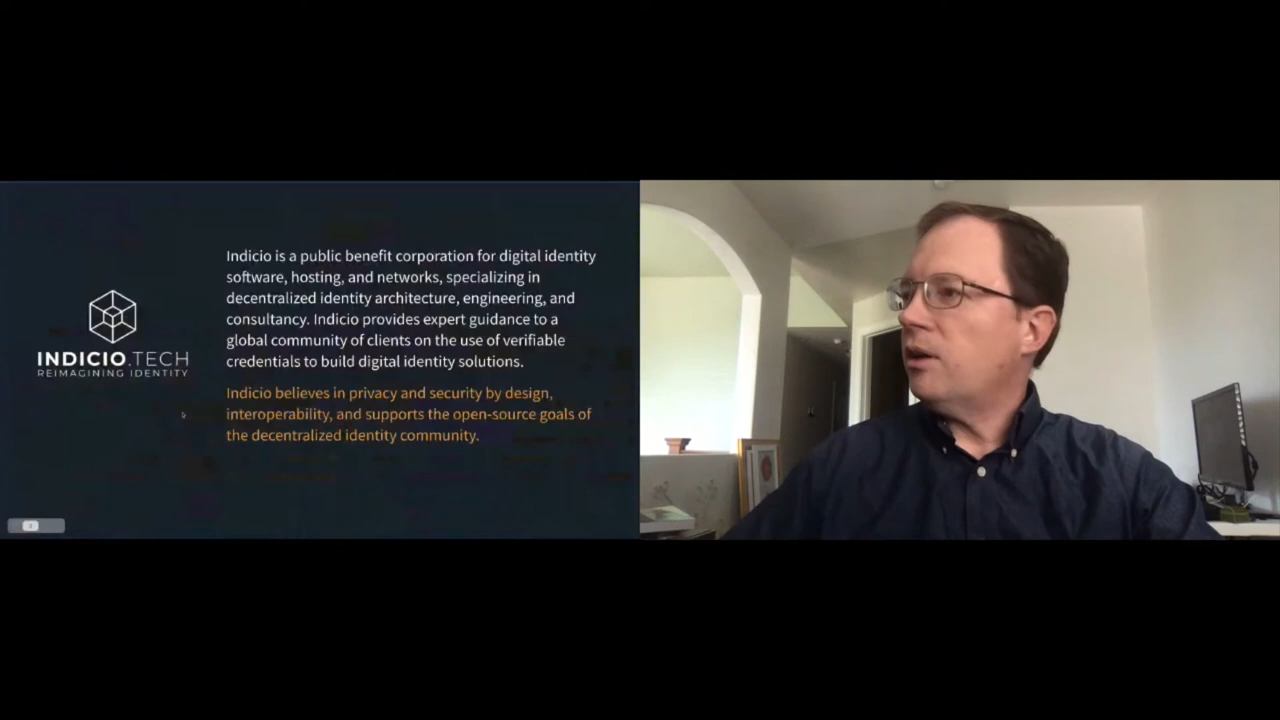 INDICIO.TECH
REIMAGINING IDENTITY
Indicio is a public benefit corporation for digital identity
software, hosting, and networks, specializing in
decentralized identity architecture, engineering, and
consultancy. Indicio provides expert guidance to a
global community of clients on the use of verifiable
credentials to build digital identity solutions.
Indicio believes in privacy and security by design,
interoperability, and supports the open-source goals of
the decentralized identity community.